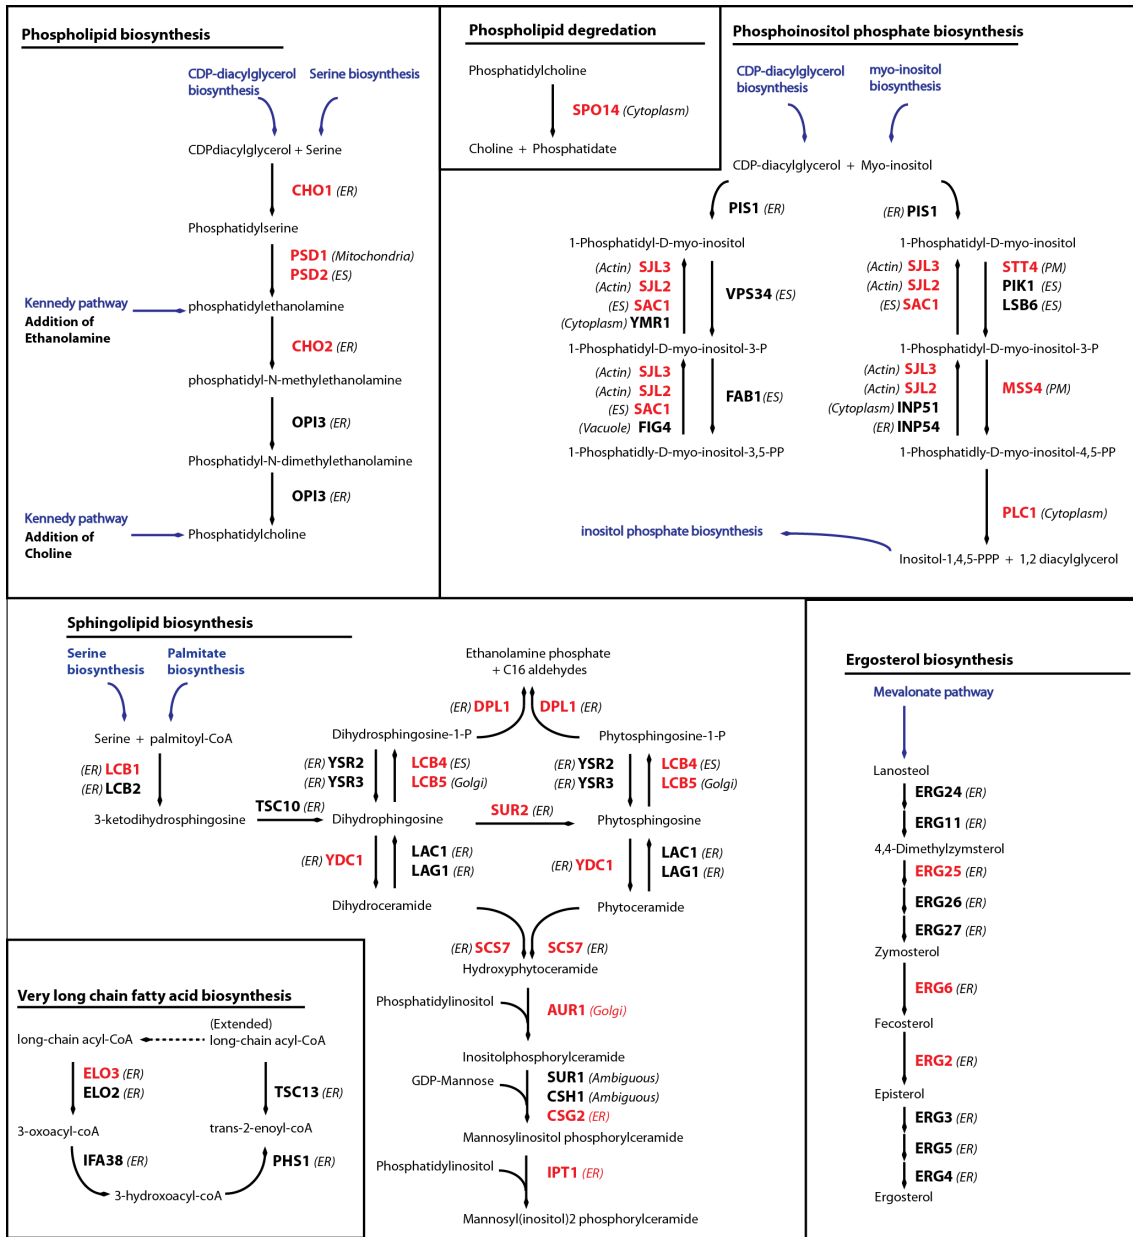 Phospholipid biosynthesis
CDP-diacylglycerol
biosynthesis
Serine biosynthesis
CDPdiacylglycerol + Serine
CHO1 (ER)
Phosphatidylserine
PSD1 (Mitochondria)
PSD2 (ES)
Kennedy pathway
Addition of
Ethanolamine
phosphatidylethanolamine
CHO2 (ER)
phosphatidyl-N-methylethanolamine
OPI3 (ER)
Phosphatidyl-N-dimethylethanolamine
OPI3 (ER)
Kennedy pathway
Addition of
Choline
Phosphatidylcholine
Phospholipid degredation
Phosphatidylcholine
SPO14 (Cytoplasm)
Choline + Phosphatidate
Phosphoinositol phosphate biosynthesis
CDP-diacylglycerol
biosynthesis
myo-inositol
biosynthesis
CDP-diacylglycerol + Myo-inositol
PIS1 (ER)
(ER) PIS1
1-Phosphatidyl-D-myo-inositol
(Actin) SJL3
(Actin) SJL2
(ES) SAC1
(Cytoplasm) YMR1
VPS34 (ES)
1-Phosphatidyl-D-myo-inositol-3-P
(Actin) SJL3
(Actin) SJL2
(ES) SAC1
(Vacuole) FIG4
FAB1 (ES)
1-Phosphatidly-D-myo-inositol-3,5-PP
1-Phosphatidyl-D-myo-inositol
(Actin) SJL3
(Actin) SJL2
(ES) SAC1
STT4 (PM)
PIK1 (ES)
LSB6 (ES)
1-Phosphatidyl-D-myo-inositol-3-P
(Actin) SJL3
(Actin) SJL2
(Cytoplasm) INP51
(ER) INP54
MSS4 (PM)
1-Phosphatidly-D-myo-inositol-4,5-PP
PLC1 (Cytoplasm)
inositol phosphate biosynthesis
Inositol-1,4,5-PPP + 1,2 diacylglycerol
Sphingolipid biosynthesis
Serine
biosynthesis
Palmitate
biosynthesis
Serine + palmitoyl-CoA
(ER) LCB1
(ER) LCB2
3-ketodihydrosphingosine
TSC10 (ER)
Ethanolamine phosphate
+ C16 aldehydes
(ER) DPL1
DPL1 (ER)
Dihydrosphingosine-1-P
Phytosphingosine-1-P
(ER) YSR2
(ER) YSR3
LCB4 (ES)
LCB5 (Golgi)
(ER) YSR2
(ER) YSR3
LCB4 (ES)
LCB5 (Golgi)
Dihydrophingosine
SUR2 (ER)
Phytosphingosine
(ER) YDC1
LAC1 (ER)
LAG1 (ER)
(ER) YDC1
LAC1 (ER)
LAG1 (ER)
Dihydroceramide
Phytoceramide
(ER) SCS7
SCS7 (ER)
Hydroxyphytoceramide
Phosphatidylinositol
AUR1 (Golgi)
Inositolphosphorylceramide
GDP-Mannose
SUR1 (Ambiguous)
CSH1 (Ambiguous)
CSG2 (ER)
Mannosylinositol phosphorylceramide
Phosphatidylinositol
IPT1 (ER)
Mannosyl(inositol)2 phosphorylceramide
Very long chain fatty acid biosynthesis
long-chain acyl-CoA
(Extended)
long-chain acyl-CoA
ELO3 (ER)
ELO2 (ER)
TSC13 (ER)
3-oxoacyl-coA
trans-2-enoyl-coA
IFA38 (ER)
PHS1 (ER)
3-hydroxoacyl-coA
Ergosterol biosynthesis
Mevalonate pathway
Lanosteol
ERG24 (ER)
ERG11 (ER)
4,4-Dimethylzymsterol
ERG25 (ER)
ERG26 (ER)
ERG27 (ER)
Zymosterol
ERG6 (ER)
Fecosterol
ERG2 (ER)
Episterol
ERG3 (ER)
ERG5 (ER)
ERG4 (ER)
Ergosterol